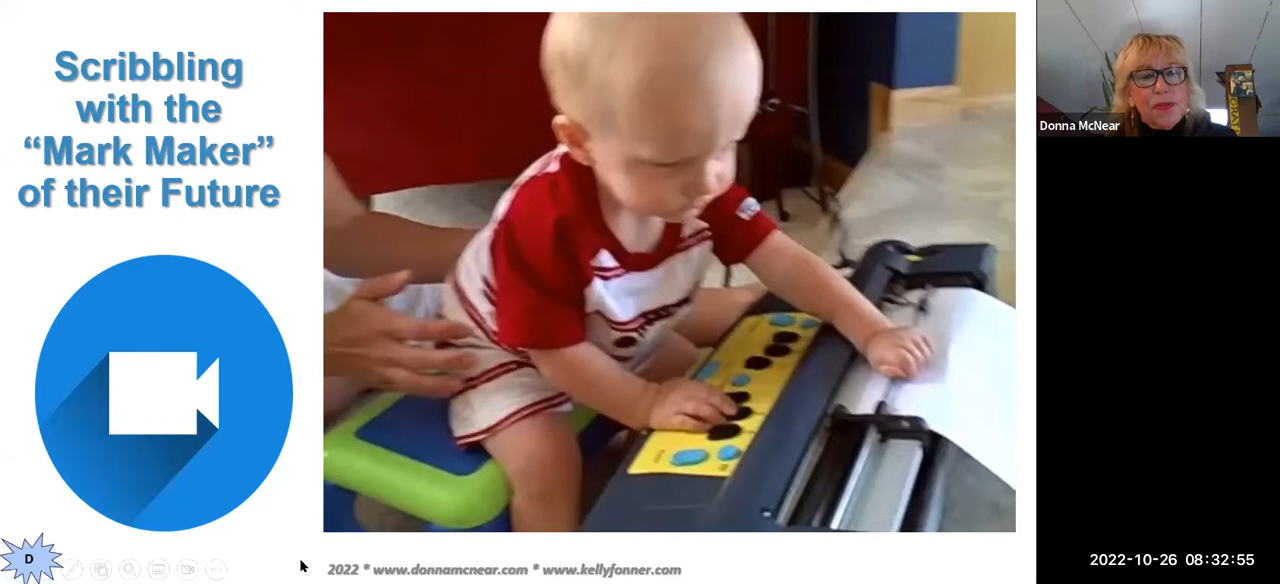 Scribbling
with the
“Mark Maker”
of their Future
D
2022 * www.donnamcnear.com * www.kellyfonner.com
Donna McNear
2022-10-26 08:32:55